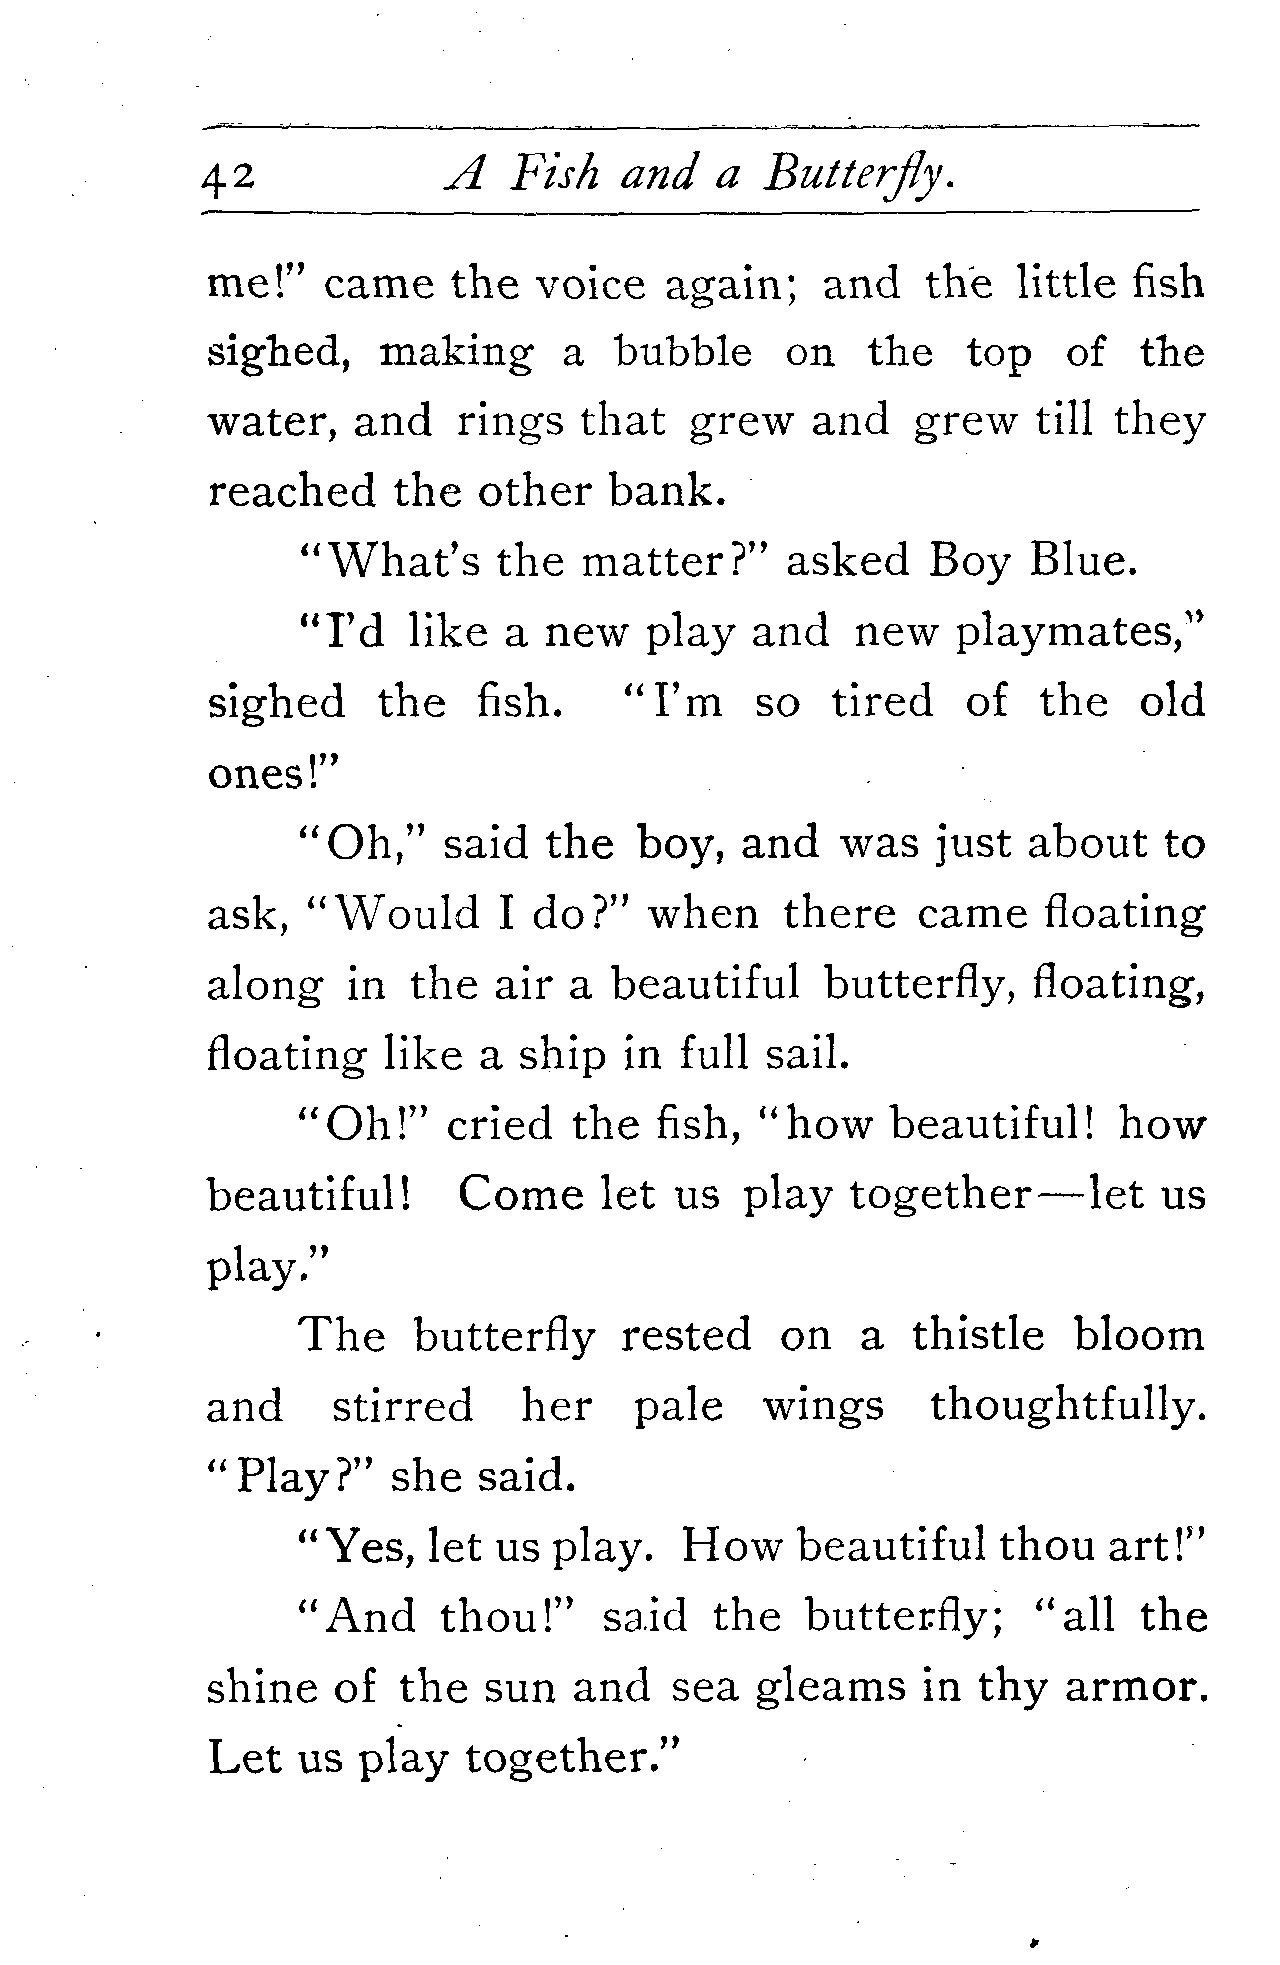 42 A Fish and a Butterfly.
me!" came the voice again; and the little fish
sighed, making a bubble on the top of the
water, and rings that grew and grew till they
reached the other bank.
"What's the matter?" asked Boy Blue.
"I'd like a new play and new playmates,"
sighed the fish. "I'm so tired of the old
ones!"
"Oh," said the boy, and was just about to
ask, "Would I do?" when there came floating
along in the air a beautiful butterfly, floating,
floating like a ship in full sail.
"Oh!" cried the fish, "how beautiful! how
beautiful! Come let us play together—let us
play."
The butterfly rested on a thistle bloom
and stirred her pale wings thoughtfully.
"Play?" she said.
"Yes, let us play. How beautiful thou art!"
"And thou!" said the butterfly; "all the
shine of the sun and sea gleams in thy armor.
Let us play together."